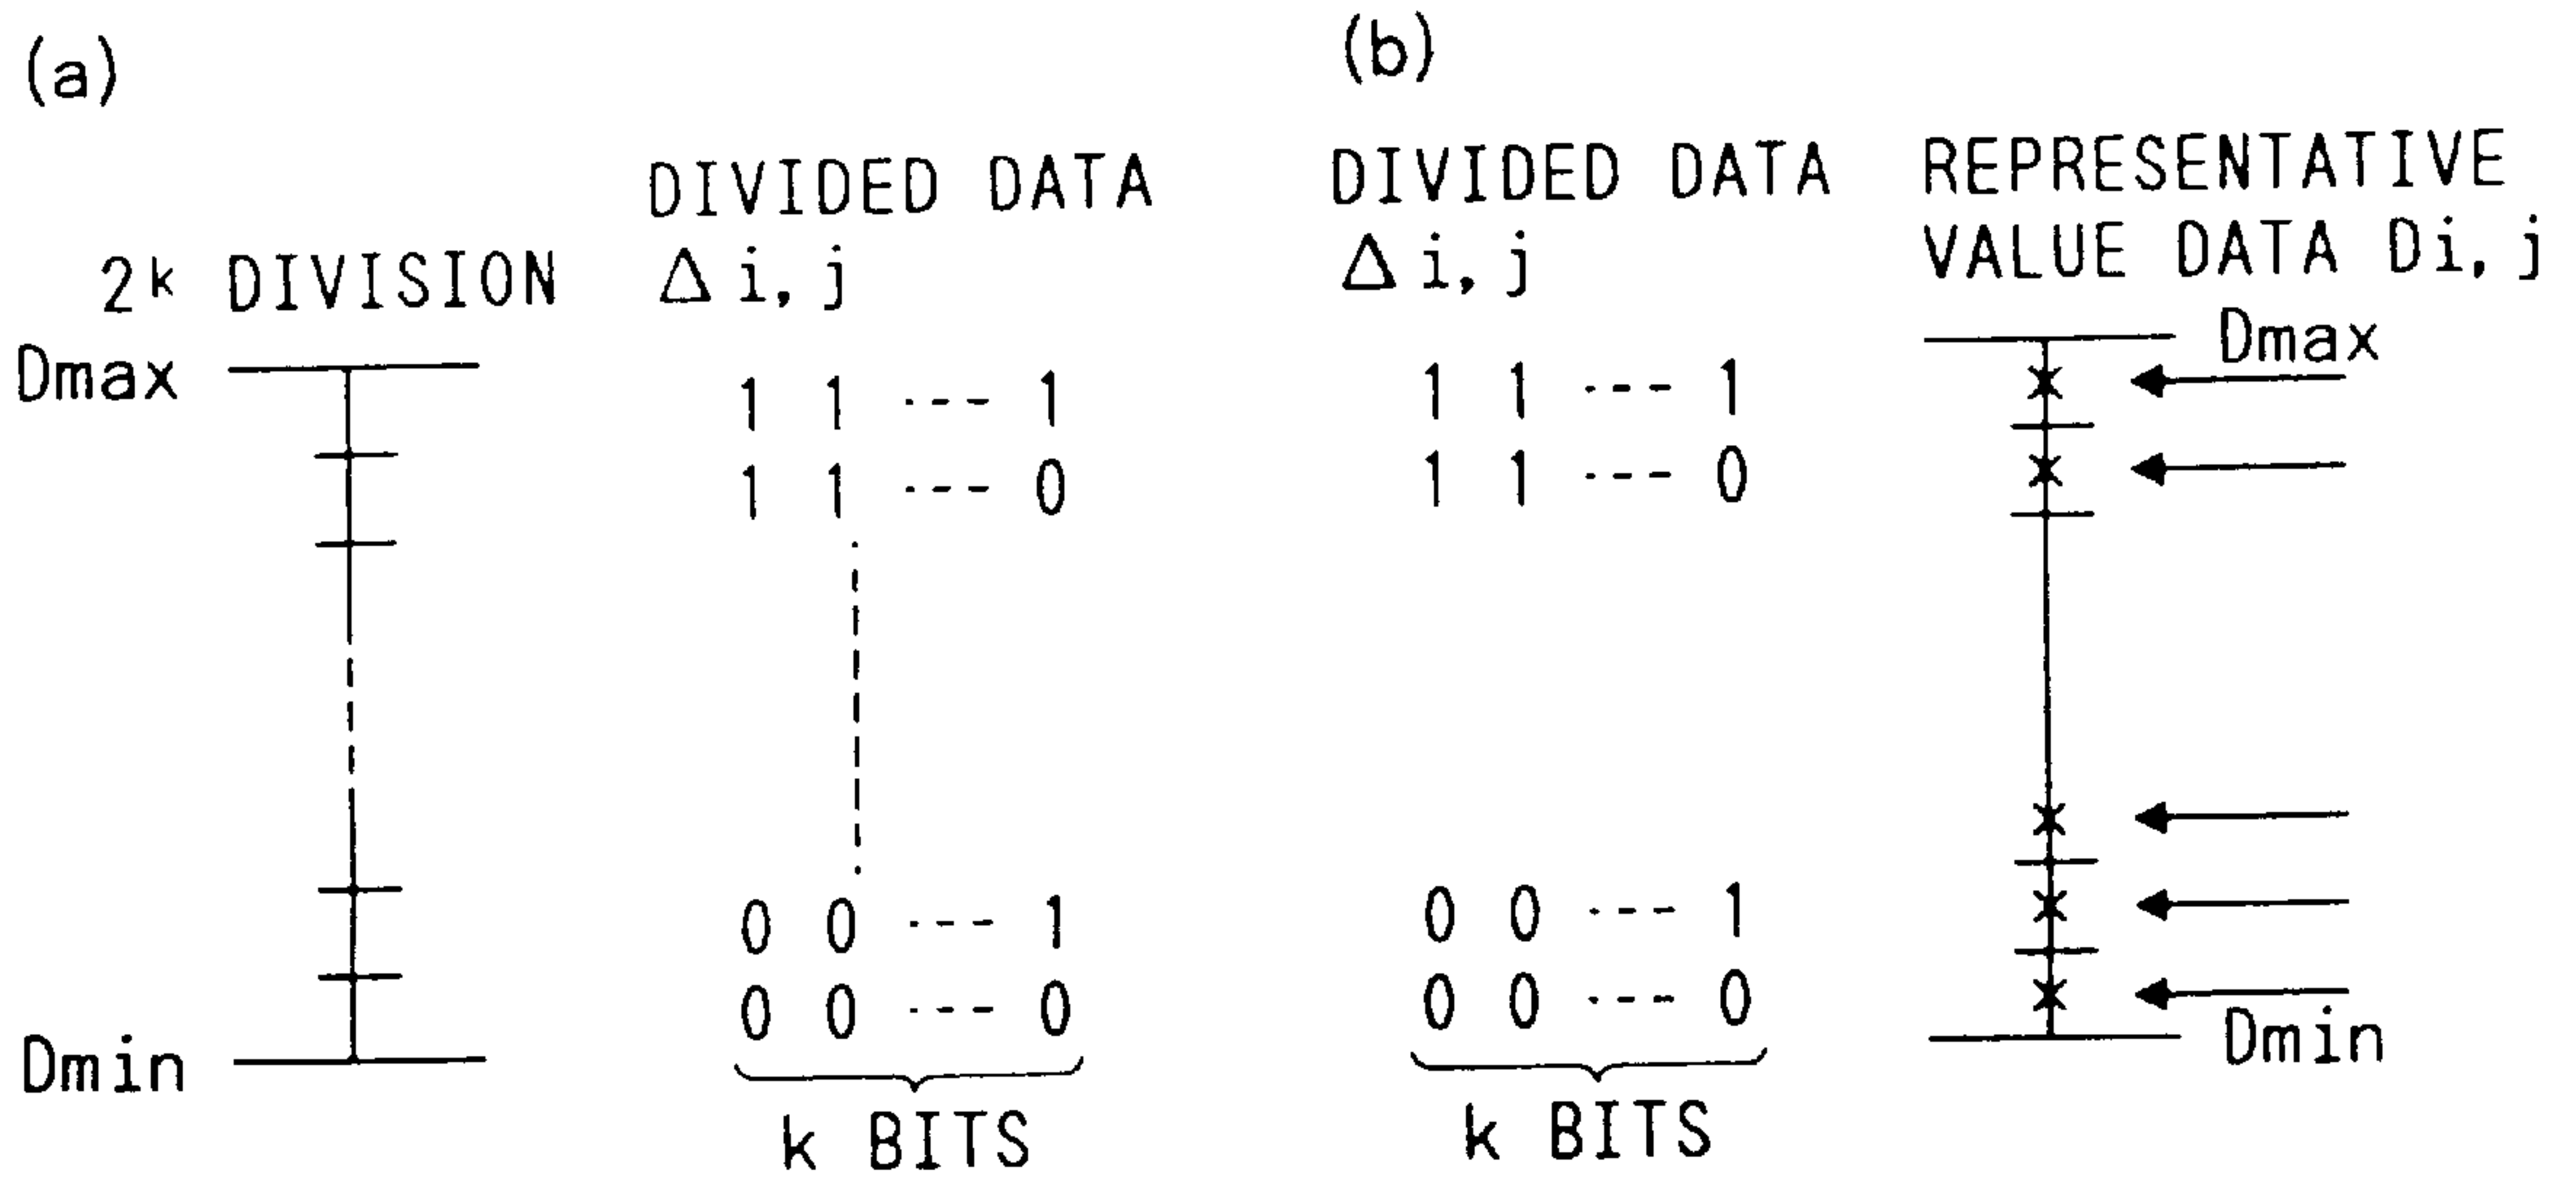 (a)
2k DIVISION
DIVIDED DATA
Δ i, j
Dmax
1 1 ---- 1
1 1 ---- 0
0 0 ---- 1
0 0 ---- 0
Dmin
k BITS
(b)
DIVIDED DATA
Δ i, j
REPRESENTATIVE
VALUE DATA Di, j
Dmax
1 1 ---- 1
1 1 ---- 0
0 0 ---- 1
0 0 ---- 0
Dmin
k BITS